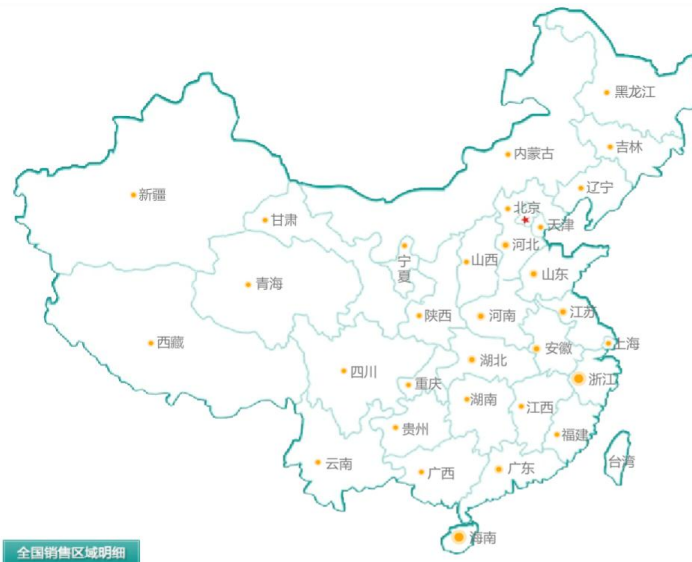 黑龙江
吉林
内蒙古
辽宁
新疆
北京
甘肃
天津
河北
宁夏
山西
山东
青海
江苏
陕西
河南
西藏
上海
安徽
湖北
四川
浙江
重庆
湖南
江西
贵州
福建
云南
台湾
广西
广东
海南
全国销售区域明细